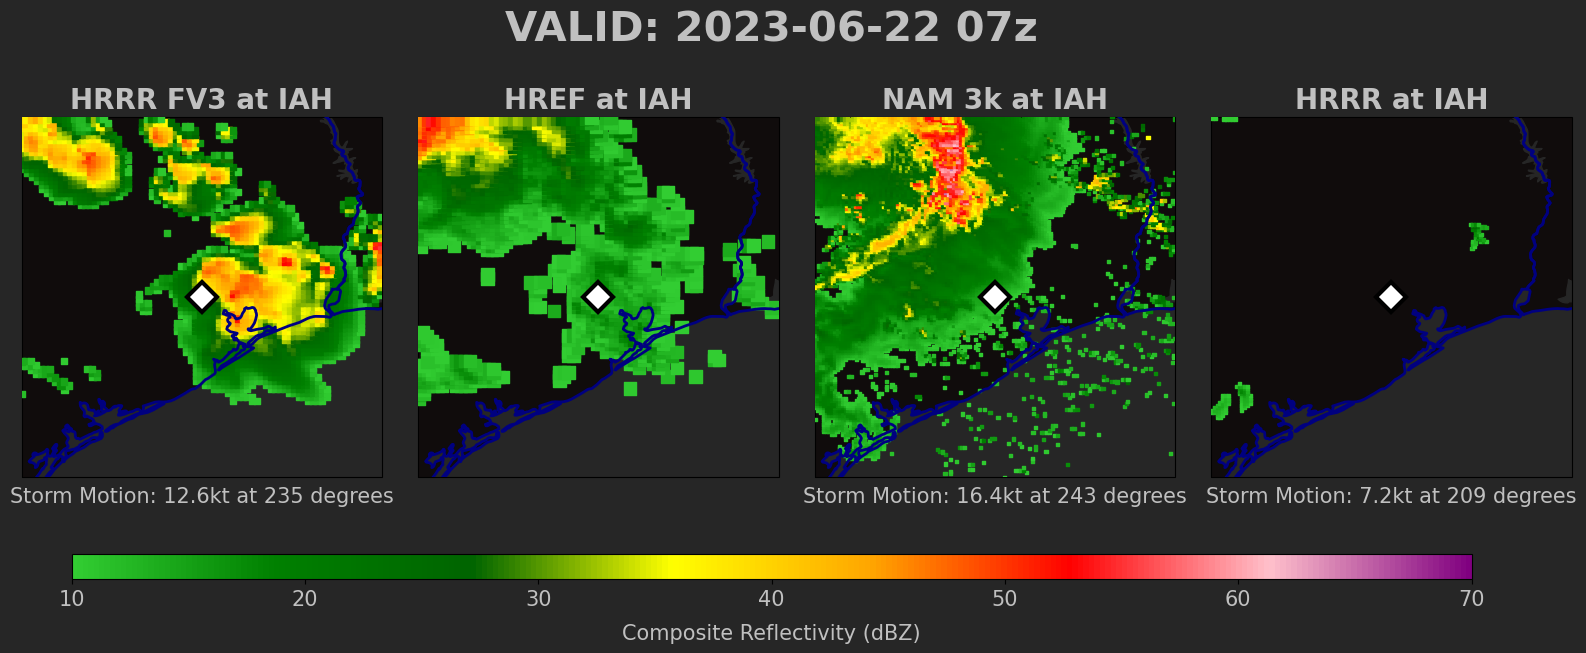 VALID: 2023-06-22 07z
HRRR FV3 at IAH
HREF at IAH
NAM 3k at IAH
HRRR at IAH
Storm Motion: 12.6kt at 235 degrees
Storm Motion: 16.4kt at 243 degrees
Storm Motion: 7.2kt at 209 degrees
10 20 30 40 50 60 70
Composite Reflectivity (dBZ)